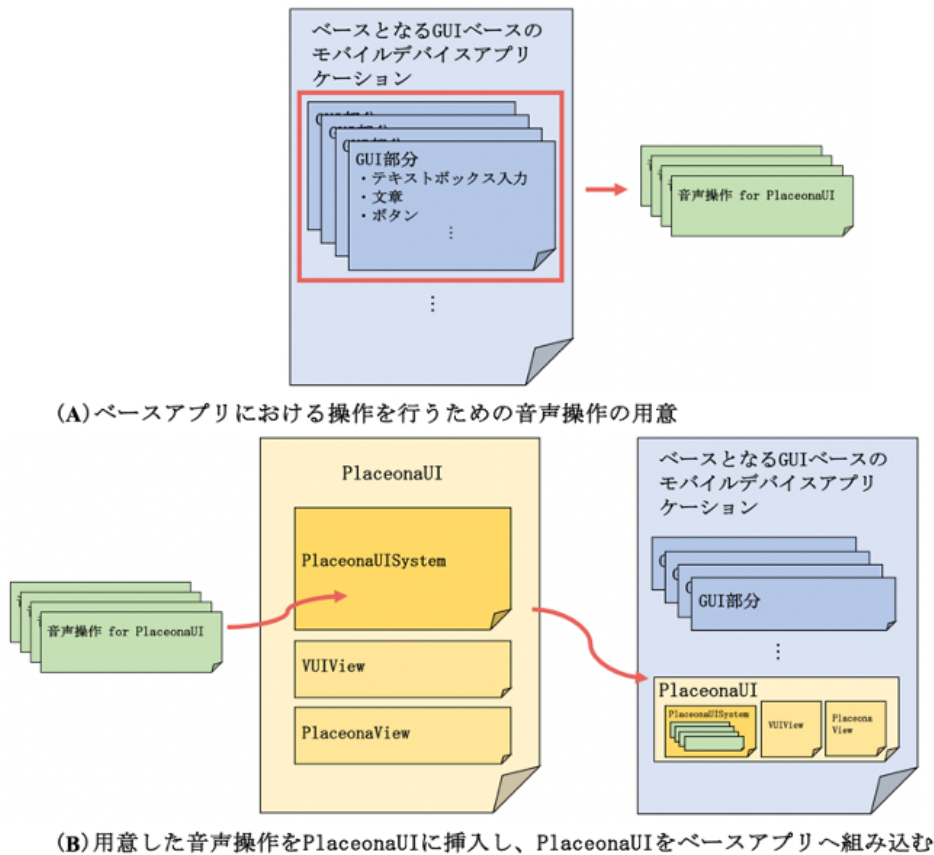 ベースとなるGUIベースの
モバイルデバイスアプリ
ケーション
GUI部分
・テキストボックス入力
・文章
・ボタン
⋮
⋮
音声操作 for PlaceonaUI
(A)ベースアプリにおける操作を行うための音声操作の用意
PlaceonaUI
PlaceonaUISystem
VUIView
PlaceonaView
音声操作 for PlaceonaUI
ベースとなるGUIベースの
モバイルデバイスアプリ
ケーション
GUI部分
⋮
PlaceonaUI
PlaceonaUISystem
VUIView
Placeona
View
(B)用意した音声操作をPlaceonaUIに挿入し、PlaceonaUIをベースアプリへ組み込む